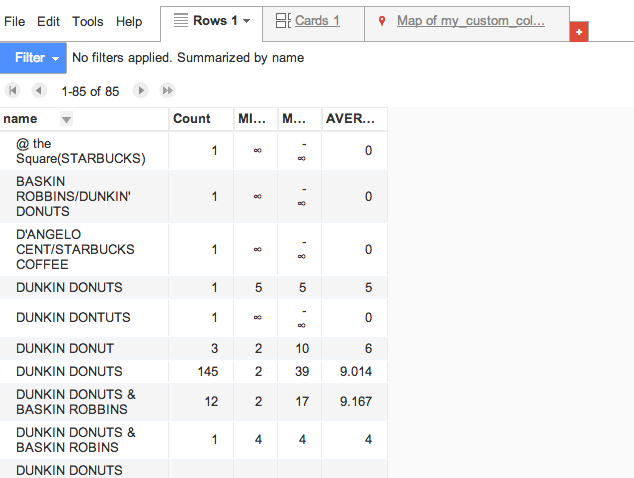 File Edit Tools Help
Rows 1
Cards 1
Map of my_custom_col...
+
Filter
No filters applied. Summarized by name
1-85 of 85
name Count MI... M... AVER...
@ the
Square(STARBUCKS) 1 ∞ -∞ 0
BASKIN
ROBBINS/DUNKIN'
DONUTS 1 ∞ -∞ 0
D'ANGELO
CENT/STARBUCKS
COFFEE 1 ∞ -∞ 0
DUNKIN DONUTS 1 5 5 5
DUNKIN DONTUTS 1 ∞ -∞ 0
DUNKIN DONUT 3 2 10 6
DUNKIN DONUTS 145 2 39 9.014
DUNKIN DONUTS &
BASKIN ROBBINS 12 2 17 9.167
DUNKIN DONUTS &
BASKIN ROBINS 1 4 4 4
DUNKIN DONUTS